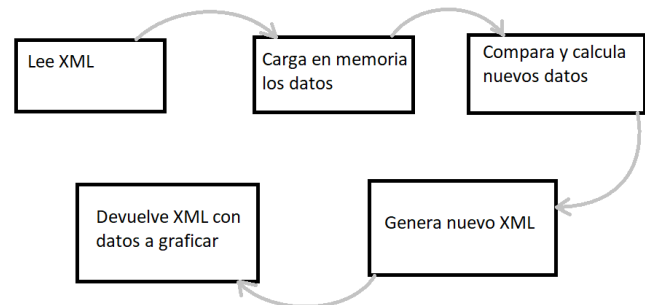 Lee XML
Carga en memoria
los datos
Compara y calcula
nuevos datos
Genera nuevo XML
Devuelve XML con
datos a graficar